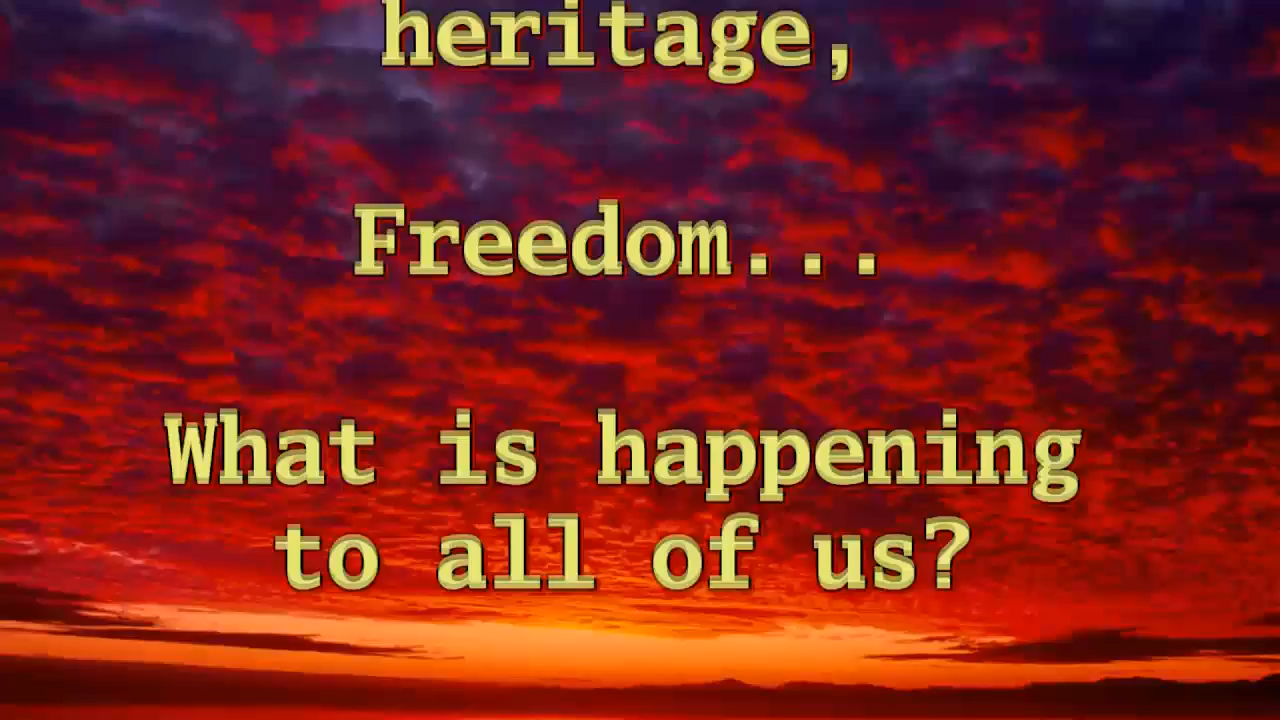 heritage,
Freedom...
What is happening
to all of us?